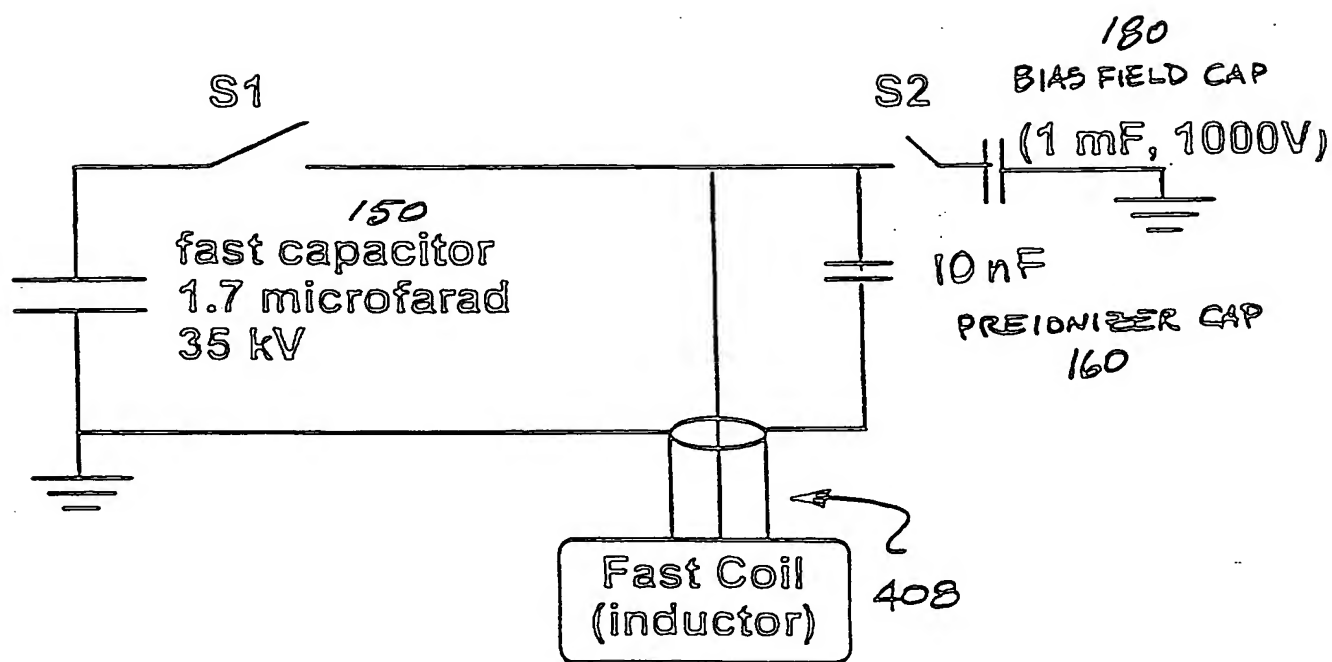 S1
150
fast capacitor
1.7 microfarad
35 kV
S2
180
BIAS FIELD CAP
(1 mF, 1000V)
10 nF
PREIONIZER CAP
160
Fast Coil
(inductor)
408